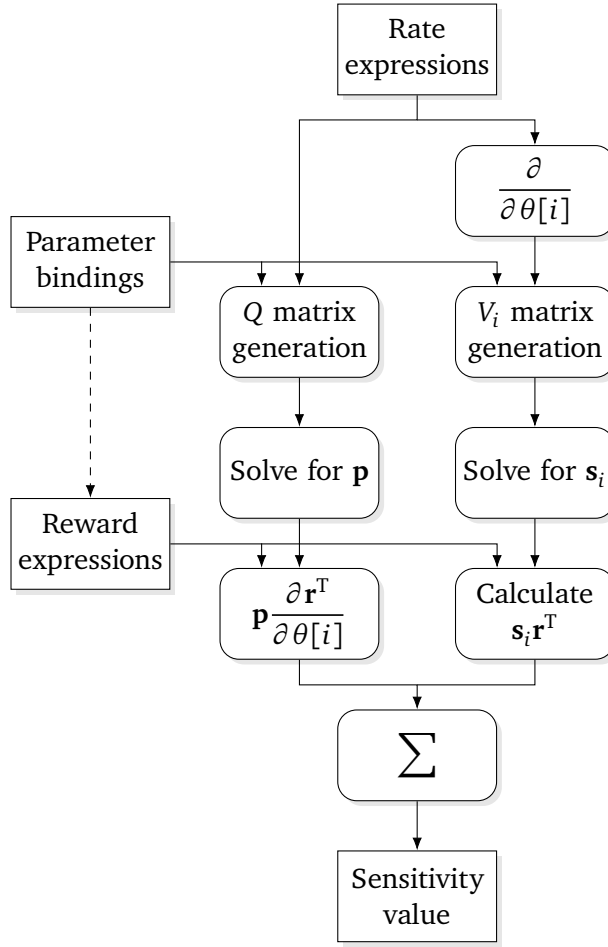 Rate
expressions
∂
∂θ[i]
Parameter
bindings
Q matrix
generation
V_i matrix
generation
Solve for p
Solve for s_i
Reward
expressions
p ∂r^T
∂θ[i]
Calculate
s_i r^T
∑
Sensitivity
value